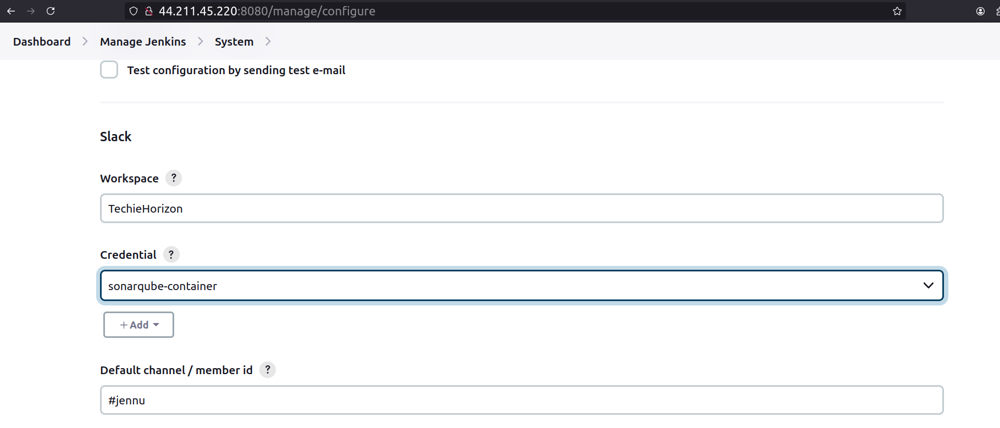 44.211.45.220:8080/manage/configure
Dashboard > Manage Jenkins > System >
Test configuration by sending test e-mail
Slack
Workspace ?
TechieHorizon
Credential ?
sonarqube-container
+ Add
Default channel / member id ?
#jennu